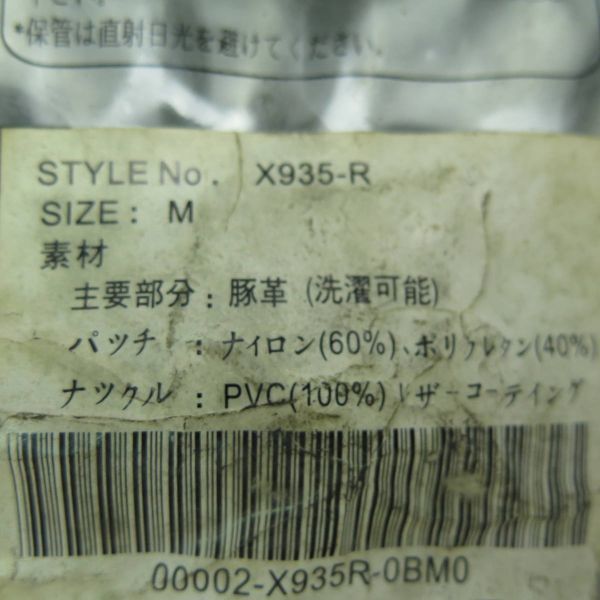 *保管は直射日光を避けてください。
STYLE No. X935-R
SIZE: M
素材
主要部分：豚革 (洗濯可能)
パツチ ：ナイロン(60%)、ポリウレタン(40%)
ナツクル ：PVC(100%)レザーコーテイング
00002-X935R-0BM0